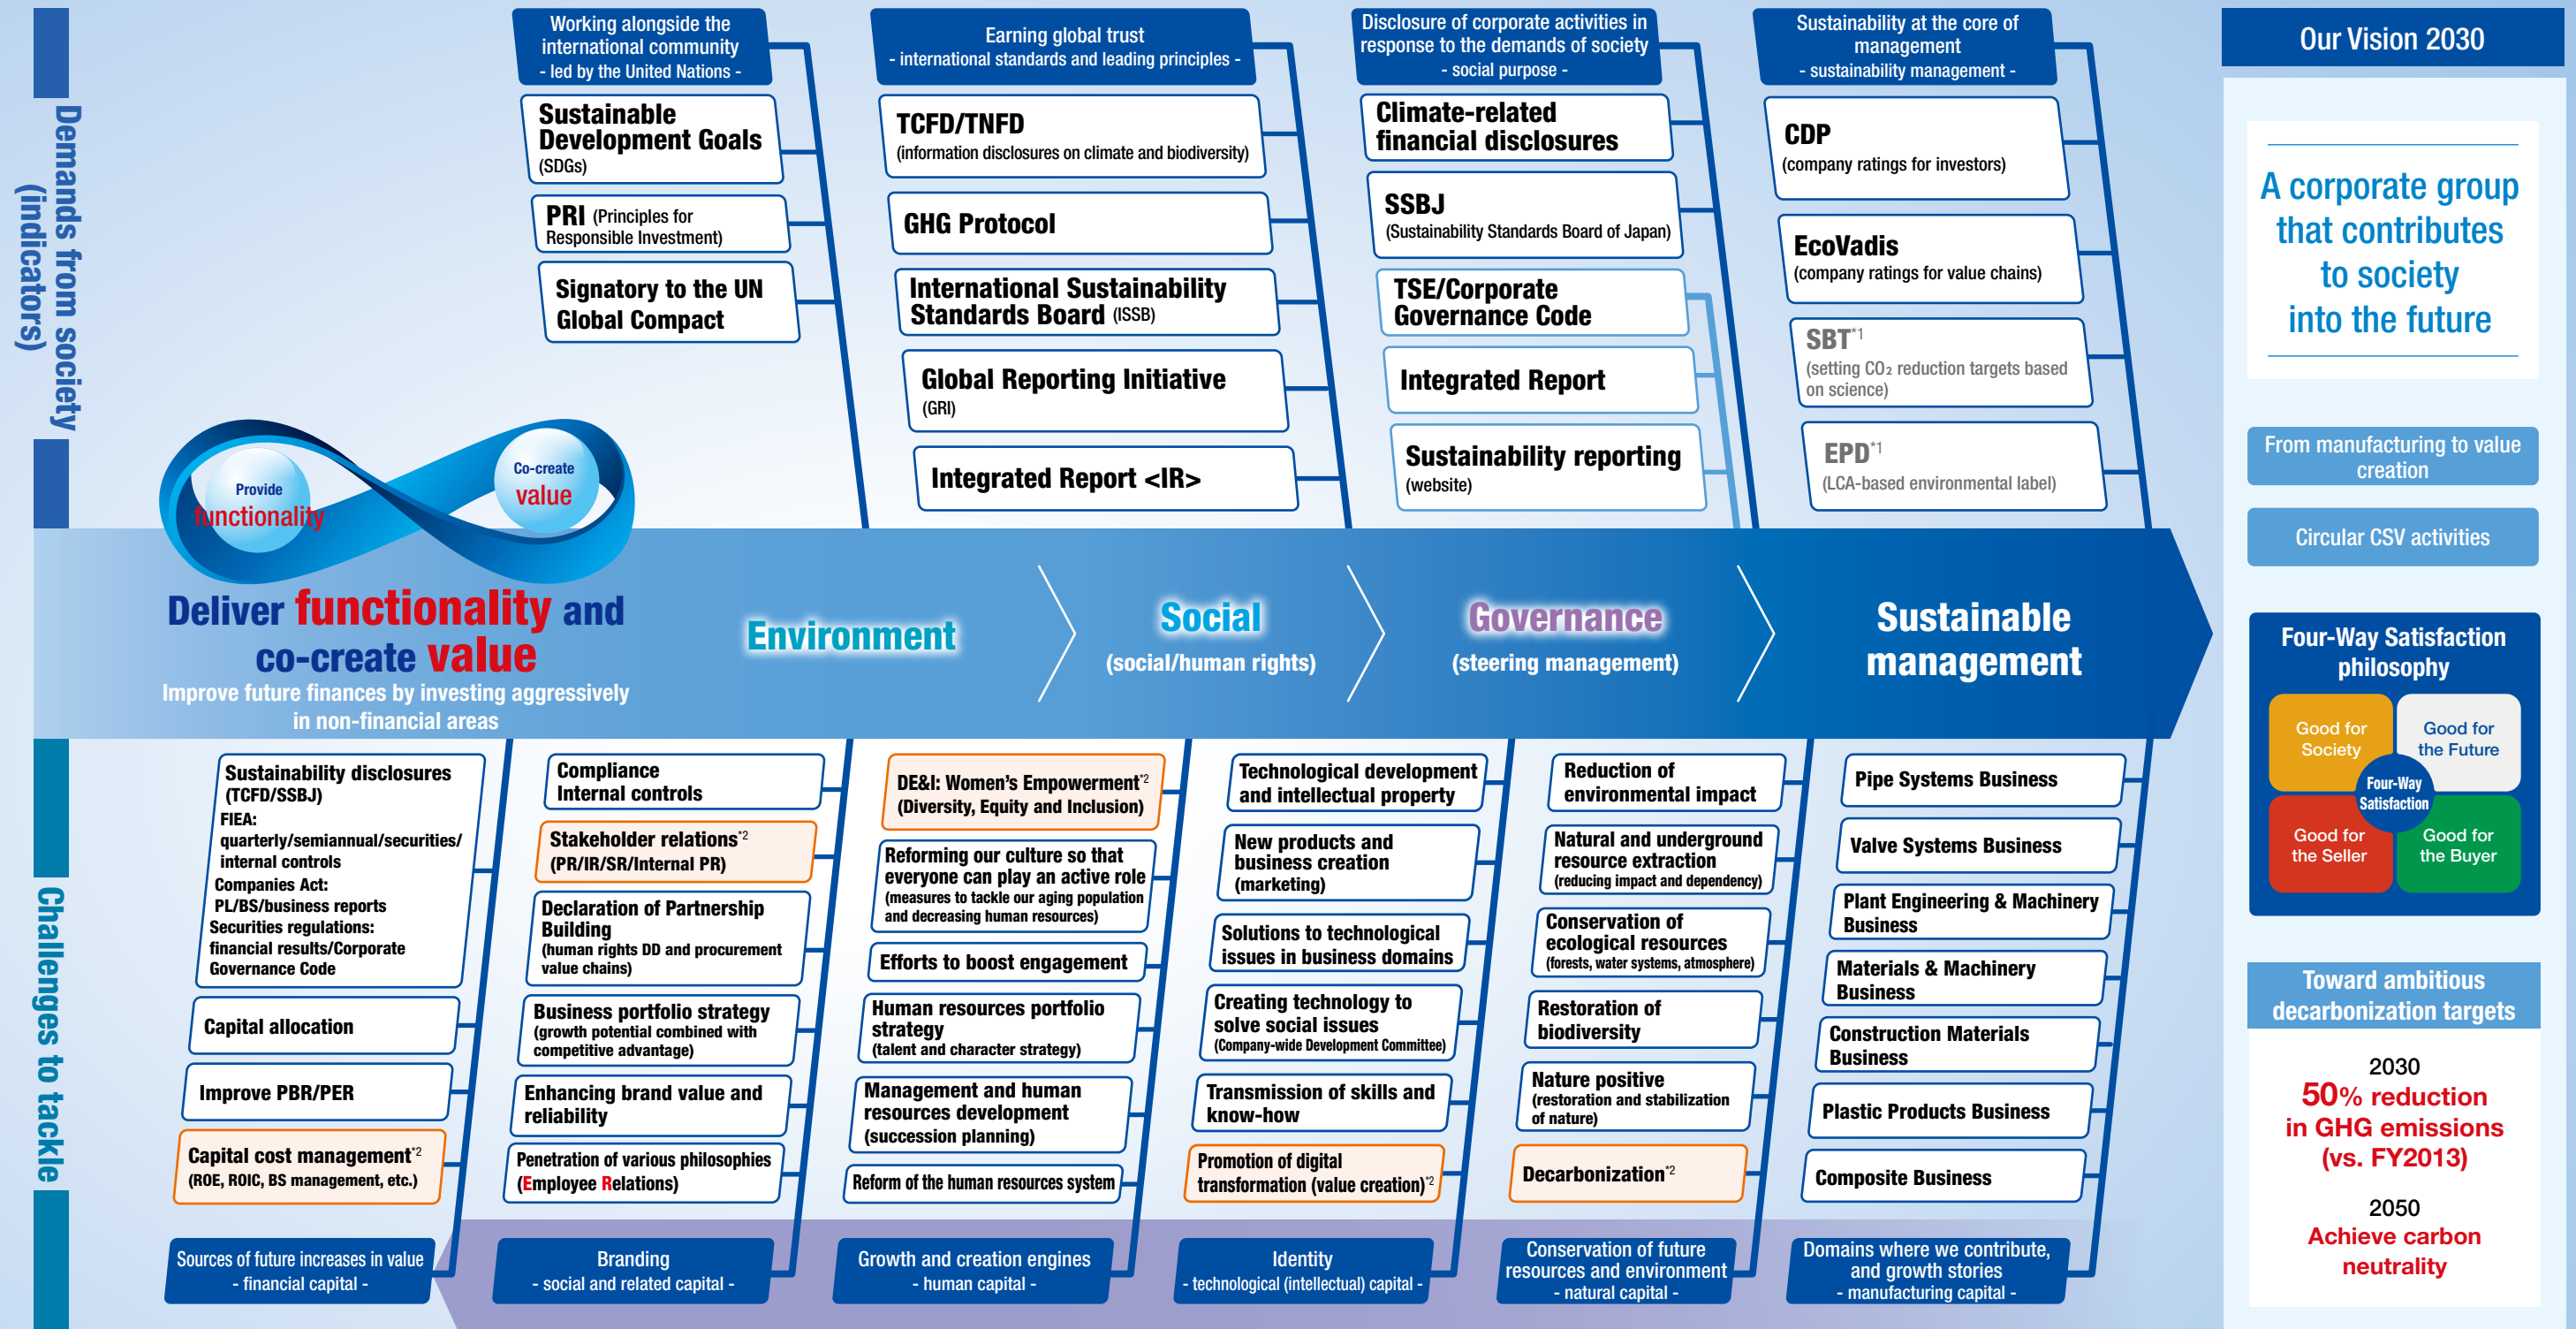 Demands from society
(indicators)
Working alongside the
international community
- led by the United Nations -
Sustainable
Development Goals
(SDGs)
PRI (Principles for
Responsible Investment)
Signatory to the UN
Global Compact
Earning global trust
- international standards and leading principles -
TCFD/TNFD
(information disclosures on climate and biodiversity)
GHG Protocol
International Sustainability
Standards Board (ISSB)
Global Reporting Initiative
(GRI)
Integrated Report <IR>
Disclosure of corporate activities in
response to the demands of society
- social purpose -
Climate-related
financial disclosures
SSBJ
(Sustainability Standards Board of Japan)
TSE/Corporate
Governance Code
Integrated Report
Sustainability reporting
(website)
Sustainability at the core of
management
- sustainability management -
CDP
(company ratings for investors)
EcoVadis
(company ratings for value chains)
SBT*1
(setting CO₂ reduction targets based
on science)
EPD*1
(LCA-based environmental label)
Provide
functionality
Co-create
value
Deliver functionality and
co-create value
Improve future finances by investing aggressively
in non-financial areas
Environment
Social
(social/human rights)
Governance
(steering management)
Sustainable
management
Challenges to tackle
Sustainability disclosures
(TCFD/SSBJ)
FIEA:
quarterly/semiannual/securities/
internal controls
Companies Act:
PL/BS/business reports
Securities regulations:
financial results/Corporate
Governance Code
Capital allocation
Improve PBR/PER
Capital cost management*2
(ROE, ROIC, BS management, etc.)
Sources of future increases in value
- financial capital -
Compliance
Internal controls
Stakeholder relations*2
(PR/IR/SR/Internal PR)
Declaration of Partnership
Building
(human rights DD and procurement
value chains)
Business portfolio strategy
(growth potential combined with
competitive advantage)
Enhancing brand value and
reliability
Penetration of various philosophies
(Employee Relations)
Branding
- social and related capital -
DE&I: Women's Empowerment*2
(Diversity, Equity and Inclusion)
Reforming our culture so that
everyone can play an active role
(measures to tackle our aging population
and decreasing human resources)
Efforts to boost engagement
Human resources portfolio
strategy
(talent and character strategy)
Management and human
resources development
(succession planning)
Reform of the human resources system
Growth and creation engines
- human capital -
Technological development
and intellectual property
New products and
business creation
(marketing)
Solutions to technological
issues in business domains
Creating technology to
solve social issues
(Company-wide Development Committee)
Transmission of skills and
know-how
Promotion of digital
transformation (value creation)*2
Identity
- technological (intellectual) capital -
Reduction of
environmental impact
Natural and underground
resource extraction
(reducing impact and dependency)
Conservation of
ecological resources
(forests, water systems, atmosphere)
Restoration of
biodiversity
Nature positive
(restoration and stabilization
of nature)
Decarbonization*2
Conservation of future
resources and environment
- natural capital -
Pipe Systems Business
Valve Systems Business
Plant Engineering & Machinery
Business
Materials & Machinery
Business
Construction Materials
Business
Plastic Products Business
Composite Business
Domains where we contribute,
and growth stories
- manufacturing capital -
Our Vision 2030
A corporate group
that contributes
to society
into the future
From manufacturing to value
creation
Circular CSV activities
Four-Way Satisfaction
philosophy
Good for
Society
Good for
the Future
Four-Way
Satisfaction
Good for
the Seller
Good for
the Buyer
Toward ambitious
decarbonization targets
2030
50% reduction
in GHG emissions
(vs. FY2013)
2050
Achieve carbon
neutrality